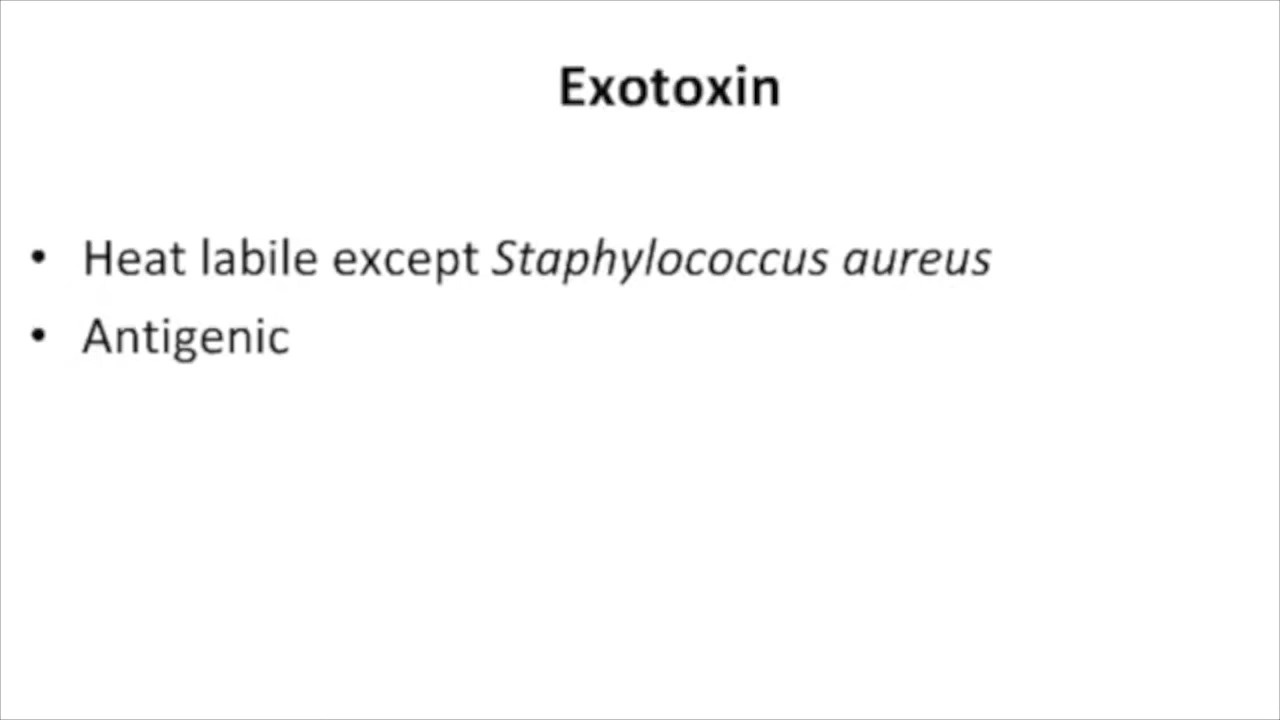 Exotoxin
• Heat labile except Staphylococcus aureus
• Antigenic